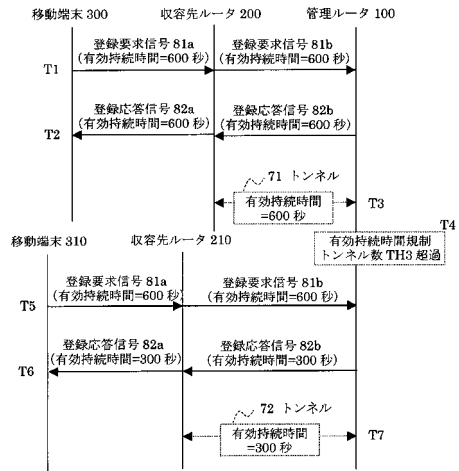 移動端末 300 収容先ルータ 200 管理ルータ 100
登録要求信号 81a 登録要求信号 81b
(有効持続時間=600 秒) (有効持続時間=600 秒)
T1
登録応答信号 82a 登録応答信号 82b
(有効持続時間=600 秒) (有効持続時間=600 秒)
T2
71 トンネル
有効持続時間
=600 秒
T3
T4
移動端末 310 収容先ルータ 210
有効持続時間規制
トンネル数 TH3 超過
登録要求信号 81a 登録要求信号 81b
(有効持続時間=600 秒) (有効持続時間=600 秒)
T5
登録応答信号 82a 登録応答信号 82b
(有効持続時間=300 秒) (有効持続時間=300 秒)
T6
72 トンネル
有効持続時間
=300 秒
T7